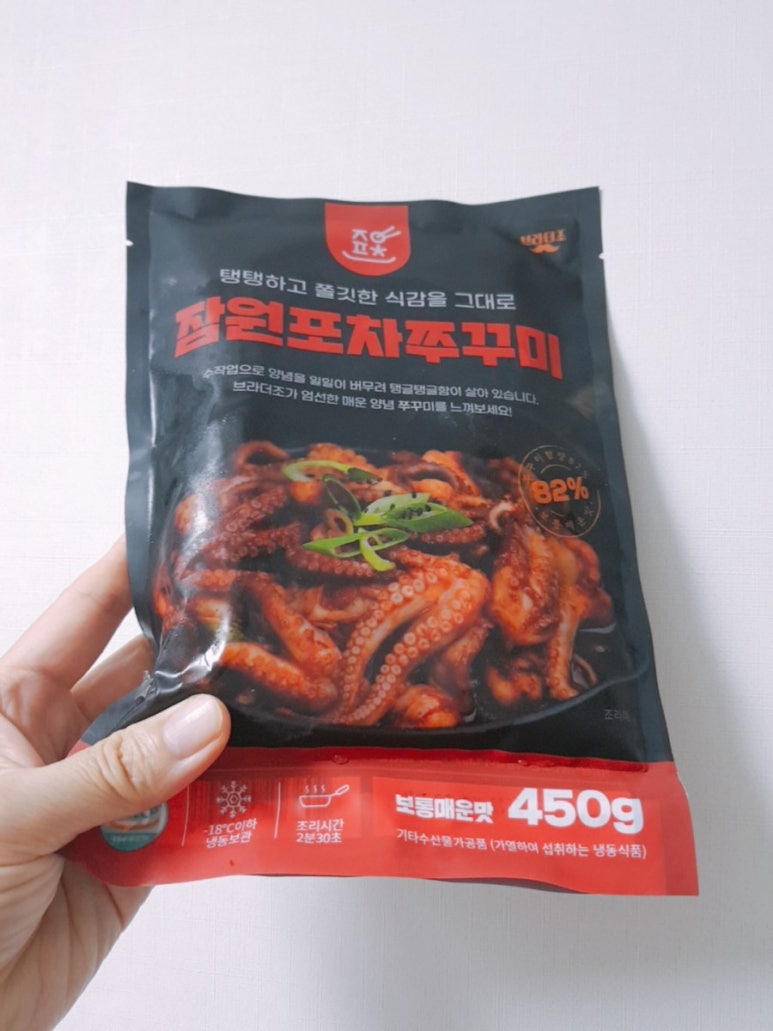 브라더조
탱탱하고 쫄깃한 식감을 그대로
잠원포차쭈꾸미
수작업으로 양념을 일일이 버무려 탱글탱글함이 살아 있습니다.
브라더조가 엄선한 매운 양념 쭈꾸미를 느껴보세요!
82%
-18℃이하
냉동보관
조리시간
2분30초
보통매운맛 450g
기타수산물가공품 (가열하여 섭취하는 냉동식품)